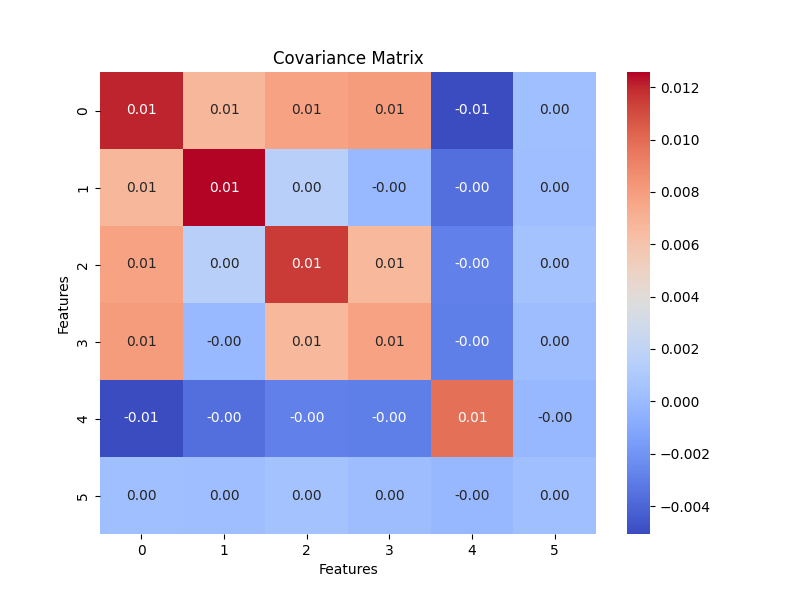 Covariance Matrix
0 0.01 0.01 0.01 0.01 -0.01 0.00
1 0.01 0.01 0.00 -0.00 -0.00 0.00
2 0.01 0.00 0.01 0.01 -0.00 0.00
3 0.01 -0.00 0.01 0.01 -0.00 0.00
4 -0.01 -0.00 -0.00 -0.00 0.01 -0.00
5 0.00 0.00 0.00 0.00 -0.00 0.00
0 1 2 3 4 5
Features
Features
0.012
0.010
0.008
0.006
0.004
0.002
0.000
−0.002
−0.004